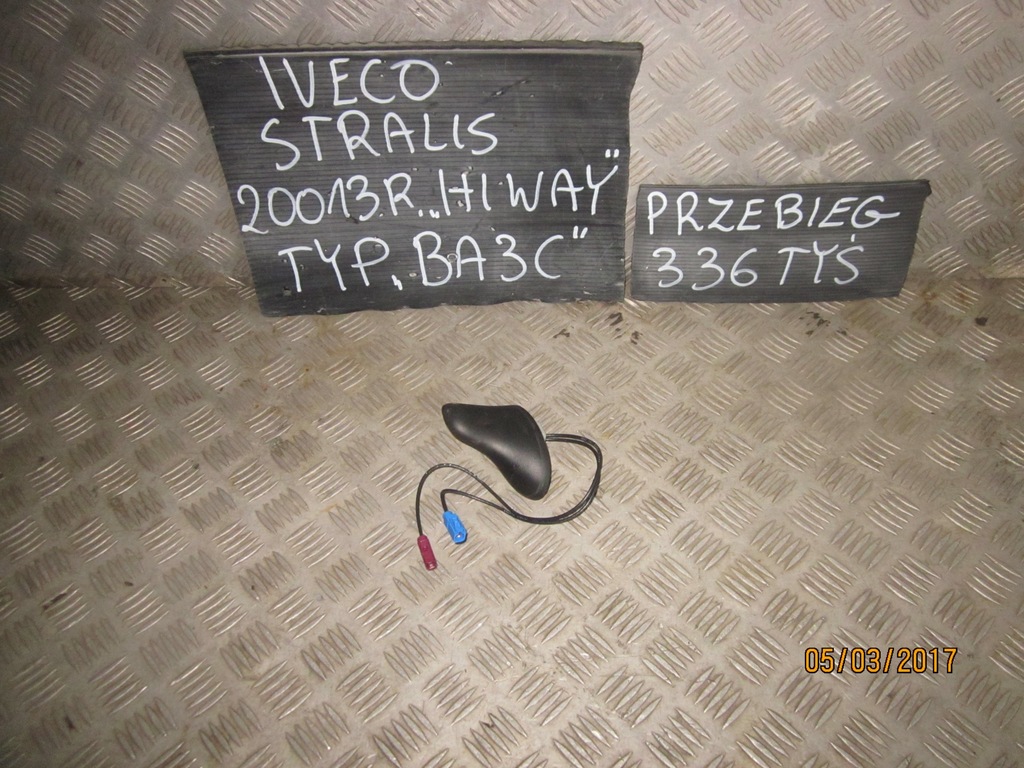 IVECO
STRALIS
20013R „HI WAY"
TYP „BA3C"
PRZEBIEG
336 TYŚ
05/03/2017